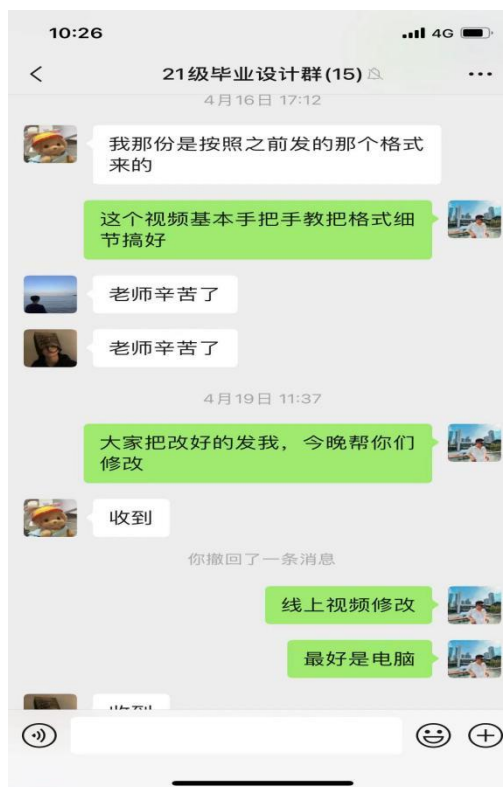 10:26
4G
21级毕业设计群(15)
4月16日 17:12
我那份是按照之前发的那个格式
来的
这个视频基本手把手教把格式细
节搞好
老师辛苦了
老师辛苦了
4月19日 11:37
大家把改好的发我，今晚帮你们
修改
收到
你撤回了一条消息
线上视频修改
最好是电脑